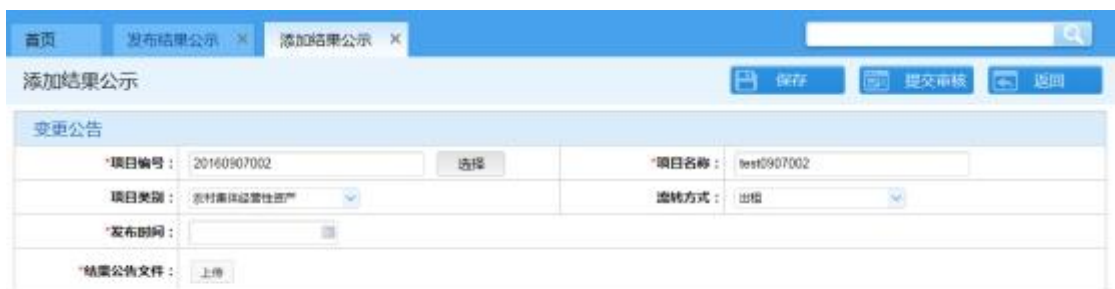 首页 发布结果公示 × 添加结果公示 ×
添加结果公示 保存 提交审核 返回
变更公告
*项目编号： 20160907002 选择 *项目名称： test0907002
项目类别： 农村集体经营性资产 流转方式： 出租
*发布时间：
*结果公告文件： 上传